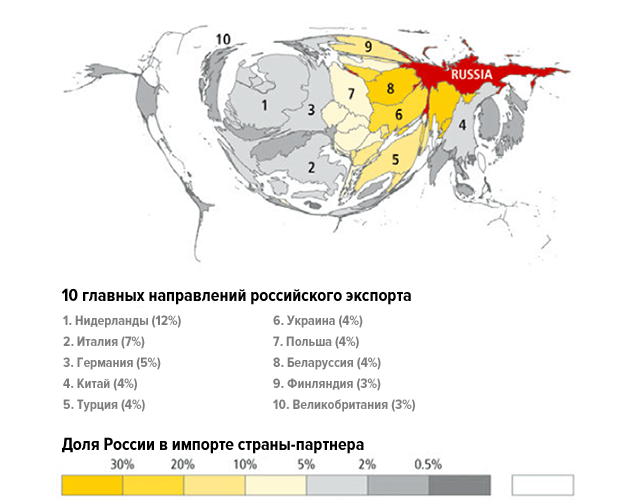 10
9
RUSSIA
7
8
1
3
6
4
5
2
10 главных направлений российского экспорта
1. Нидерланды (12%)
2. Италия (7%)
3. Германия (5%)
4. Китай (4%)
5. Турция (4%)
6. Украина (4%)
7. Польша (4%)
8. Беларуссия (4%)
9. Финляндия (3%)
10. Великобритания (3%)
Доля России в импорте страны-партнера
30% 20% 10% 5% 2% 0.5%